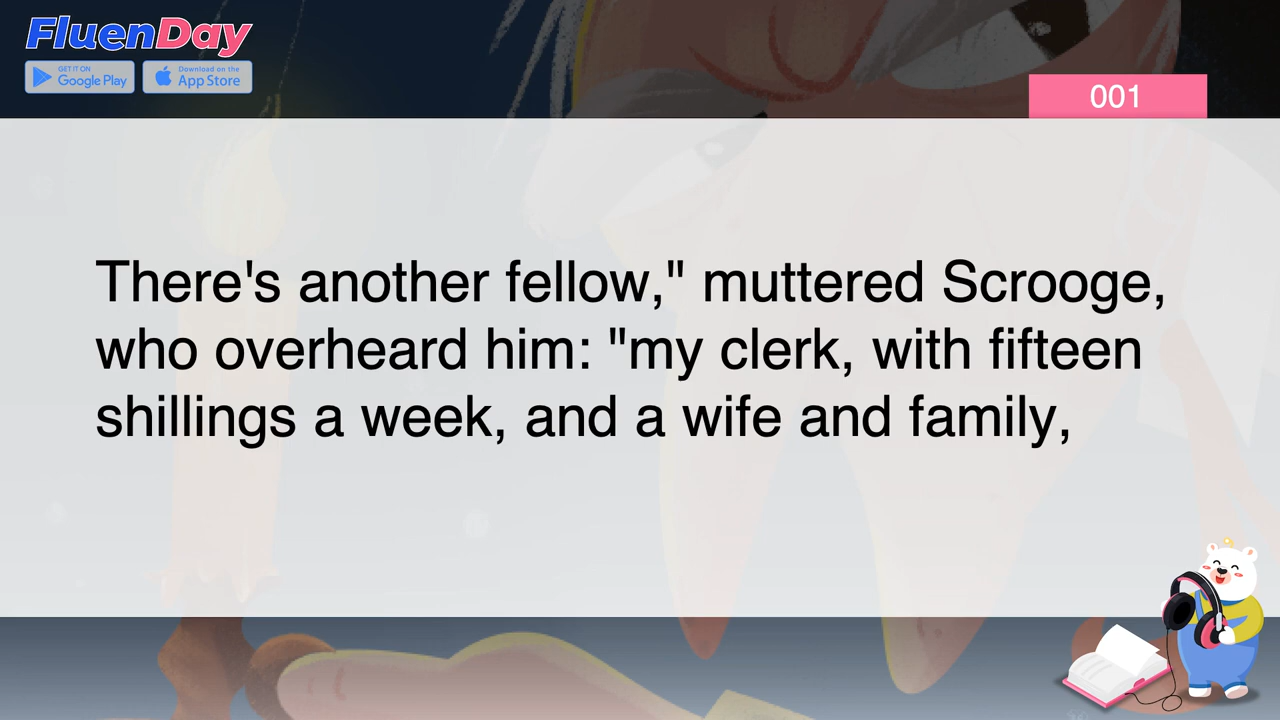 FluenDay
GET IT ON
Google Play
Download on the
App Store
001
There's another fellow," muttered Scrooge,
who overheard him: "my clerk, with fifteen
shillings a week, and a wife and family,